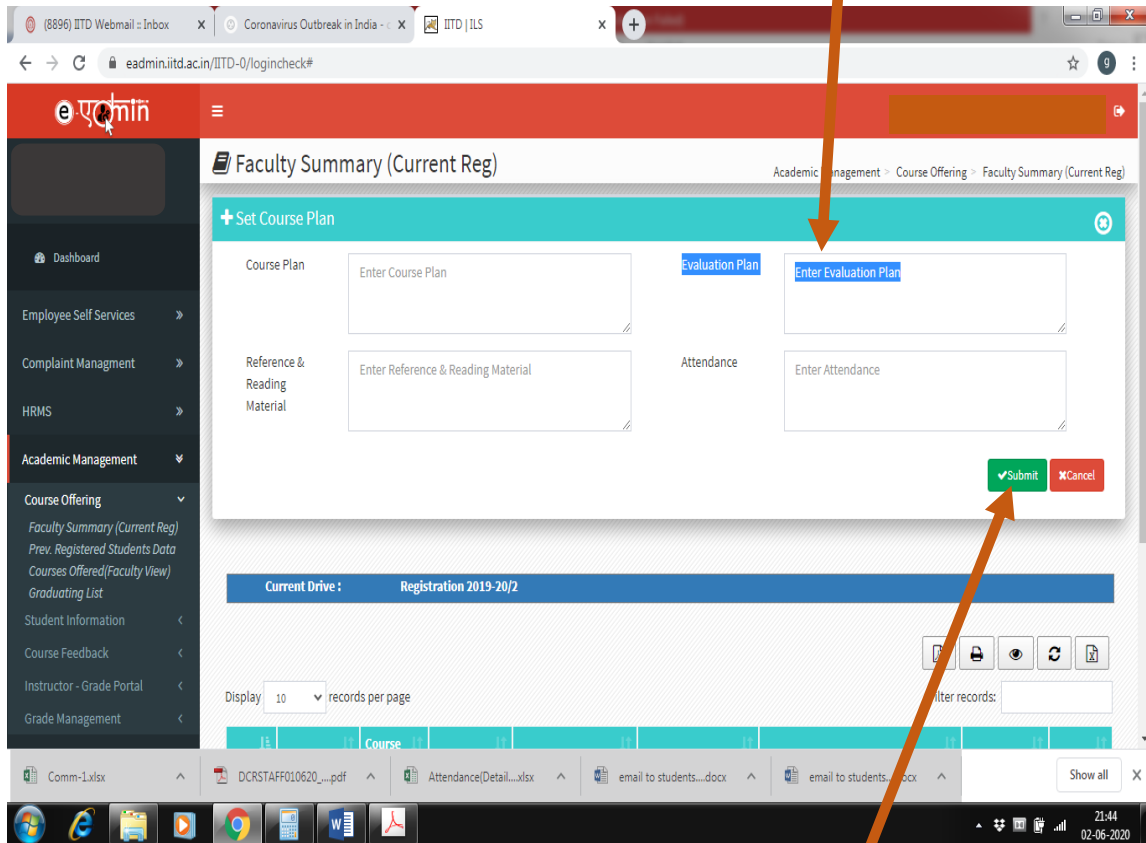 (8896) IITD Webmail :: Inbox
Coronavirus Outbreak in India - c
IITD | ILS
eadmin.iitd.ac.in/IITD-0/logincheck#
g
Faculty Summary (Current Reg)
Academic Management > Course Offering > Faculty Summary (Current Reg)
Set Course Plan
Dashboard
Employee Self Services
Complaint Managment
HRMS
Academic Management
Course Offering
Faculty Summary (Current Reg)
Prev. Registered Students Data
Courses Offered(Faculty View)
Graduating List
Student Information
Course Feedback
Instructor - Grade Portal
Grade Management
Course Plan
Enter Course Plan
Evaluation Plan
Enter Evaluation Plan
Reference &
Reading
Material
Enter Reference & Reading Material
Attendance
Enter Attendance
Submit
Cancel
Current Drive : Registration 2019-20/2
Display 10 records per page
records:
Course
Comm-1.xlsx
DCRSTAFF010620_....pdf
Attendance(Detail....xlsx
email to students....docx
email to students....docx
Show all
21:44
02-06-2020